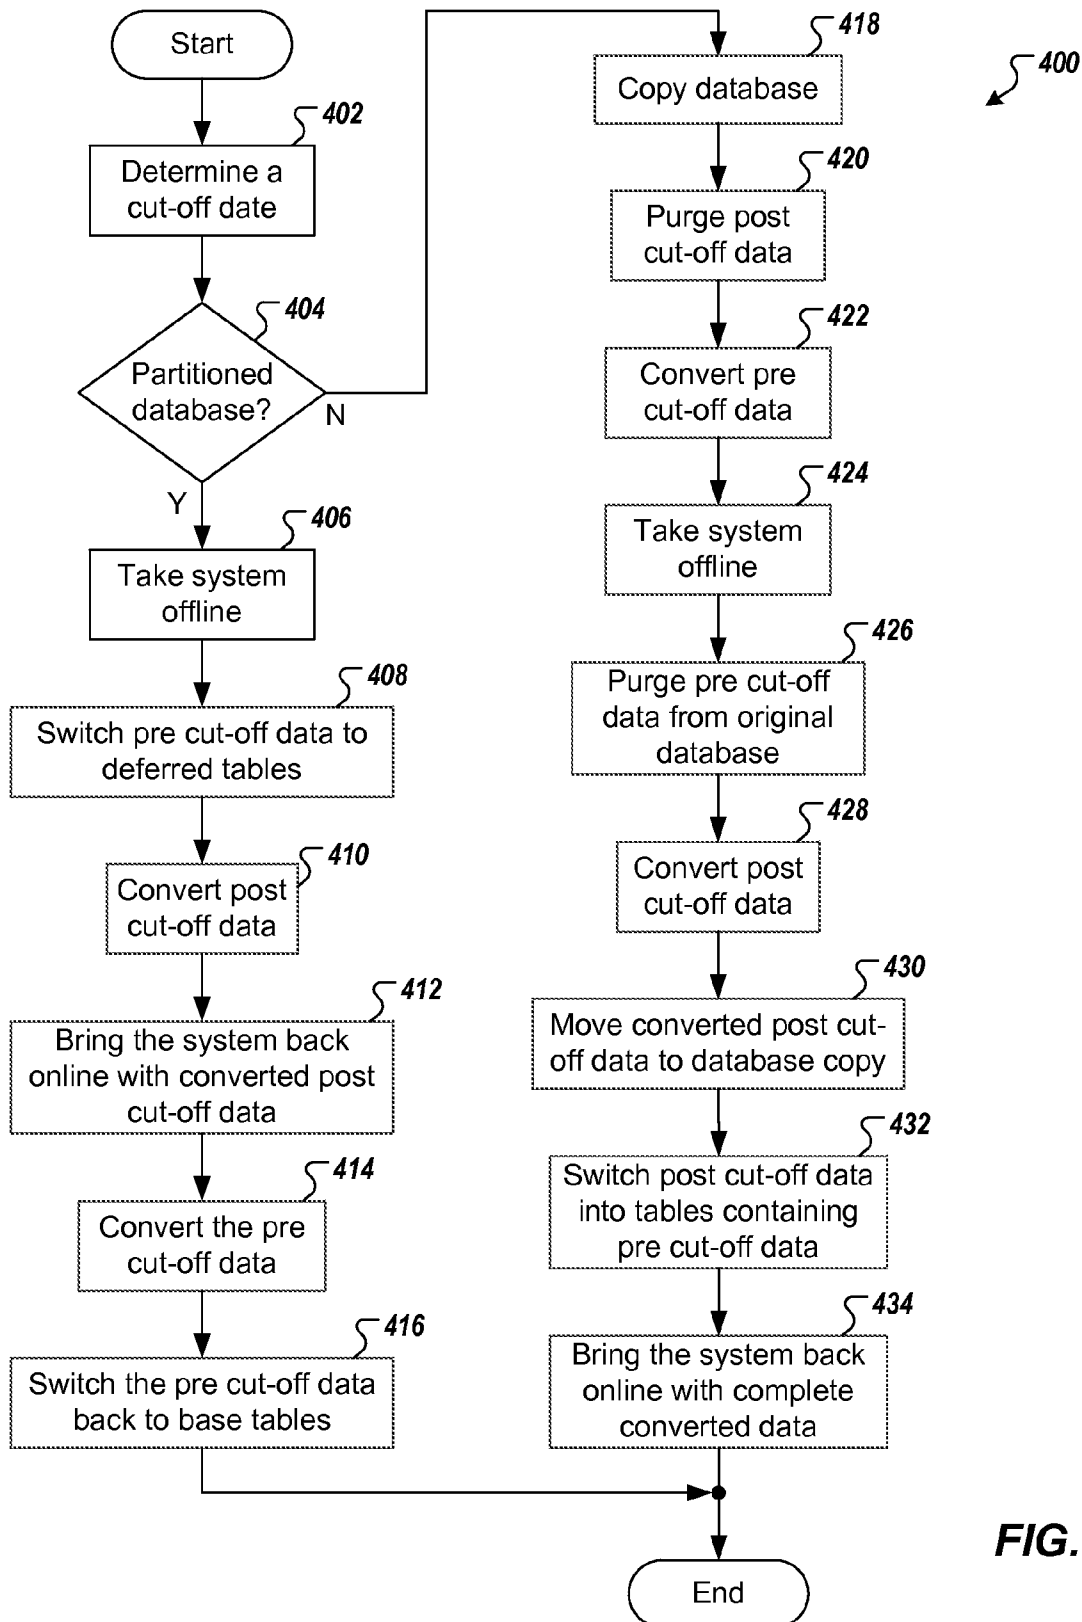 Start
402
Determine a
cut-off date
404
Partitioned
database?
N
Y
406
Take system
offline
408
Switch pre cut-off data to
deferred tables
410
Convert post
cut-off data
412
Bring the system back
online with converted post
cut-off data
414
Convert the pre
cut-off data
416
Switch the pre cut-off data
back to base tables
418
Copy database
400
420
Purge post
cut-off data
422
Convert pre
cut-off data
424
Take system
offline
426
Purge pre cut-off
data from original
database
428
Convert post
cut-off data
430
Move converted post cut-
off data to database copy
432
Switch post cut-off data
into tables containing
pre cut-off data
434
Bring the system back
online with complete
converted data
End
FIG.